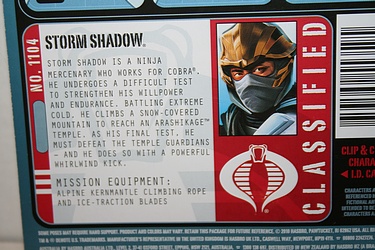 STORM SHADOW®
NO. 1104
STORM SHADOW IS A NINJA
MERCENARY WHO WORKS FOR COBRA®.
HE UNDERGOES A DIFFICULT TEST
TO STRENGTHEN HIS WILLPOWER
AND ENDURANCE. BATTLING EXTREME
COLD, HE CLIMBS A SNOW-COVERED
MOUNTAIN TO REACH AN ARASHIKAGE™
TEMPLE. AS HIS FINAL TEST, HE
MUST DEFEAT THE TEMPLE GUARDIANS
- AND HE DOES SO WITH A POWERFUL
WHIRLWIND KICK.
MISSION EQUIPMENT:
ALPINE KERNMANTLE CLIMBING ROPE
AND ICE-TRACTION BLADES
CLASSIFIED
CLIP &
CHARA
I.D. CA